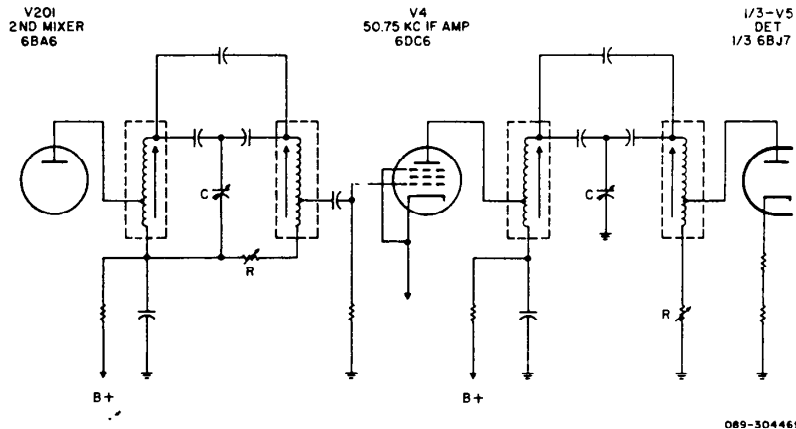 V201
2ND MIXER
6BA6
V4
50.75 KC IF AMP
6DC6
1/3-V5
DET
1/3 6BJ7
C
R
B+
C
R
B+
089-304469